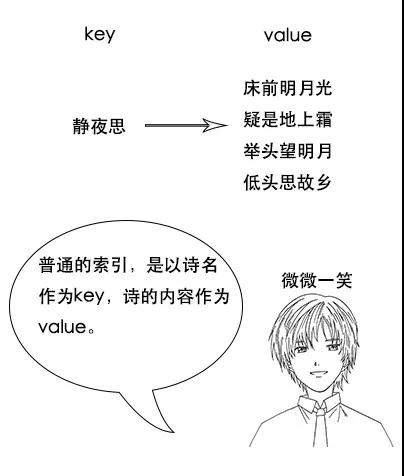 key
value
静夜思
床前明月光
疑是地上霜
举头望明月
低头思故乡
普通的索引，是以诗名
作为key，诗的内容作为
value。
微微一笑